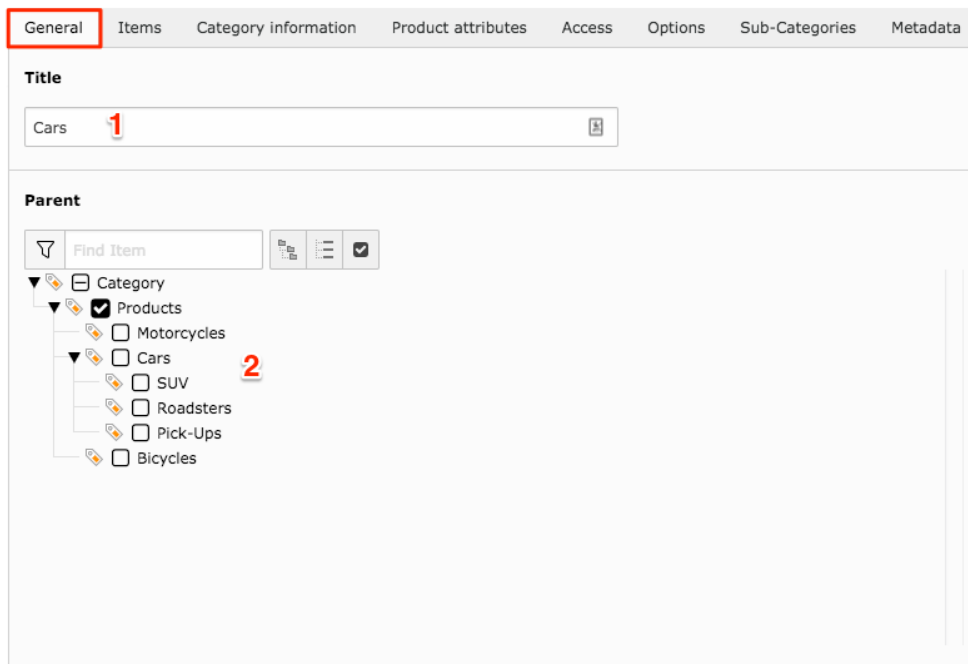 General Items Category information Product attributes Access Options Sub-Categories Metadata
Title
Cars 1
Parent
Find Item
Category
Products
Motorcycles
Cars
2
SUV
Roadsters
Pick-Ups
Bicycles